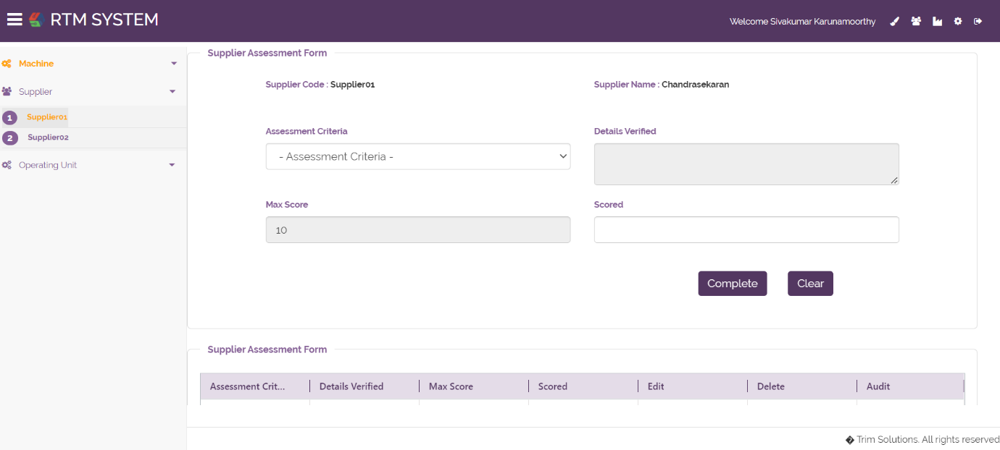 RTM SYSTEM
Welcome Sivakumar Karunamoorthy
Machine
Supplier
1 Supplier01
2 Supplier02
Operating Unit
Supplier Assessment Form
Supplier Code : Supplier01 Supplier Name : Chandrasekaran
Assessment Criteria Details Verified
- Assessment Criteria -
Max Score Scored
10
Complete Clear
Supplier Assessment Form
Assessment Crit... Details Verified Max Score Scored Edit Delete Audit
� Trim Solutions. All rights reserved